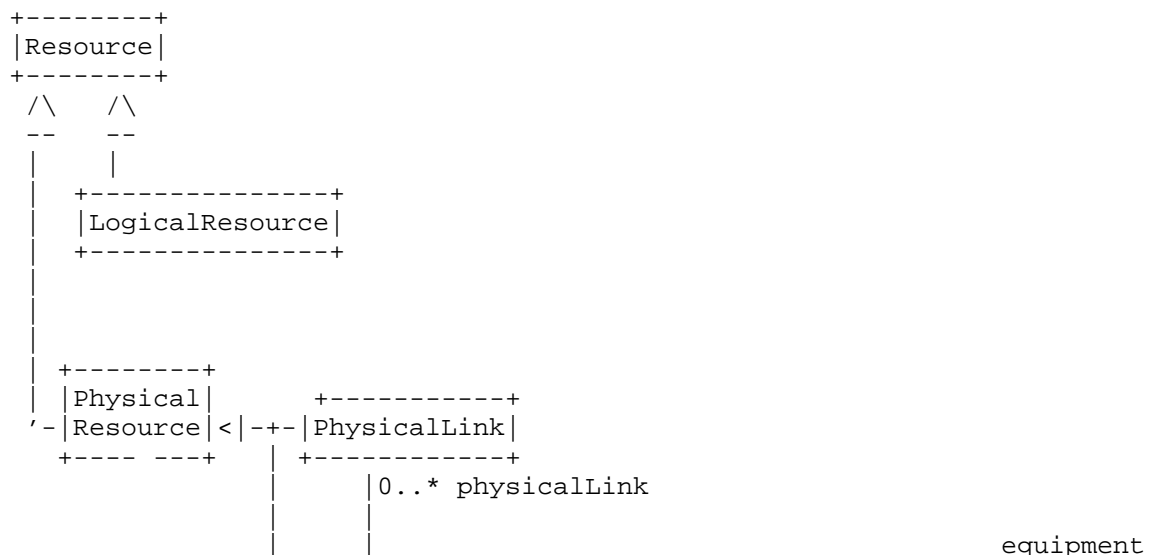 Resource
LogicalResource
Physical
Resource
PhysicalLink
0..* physicalLink
equipment